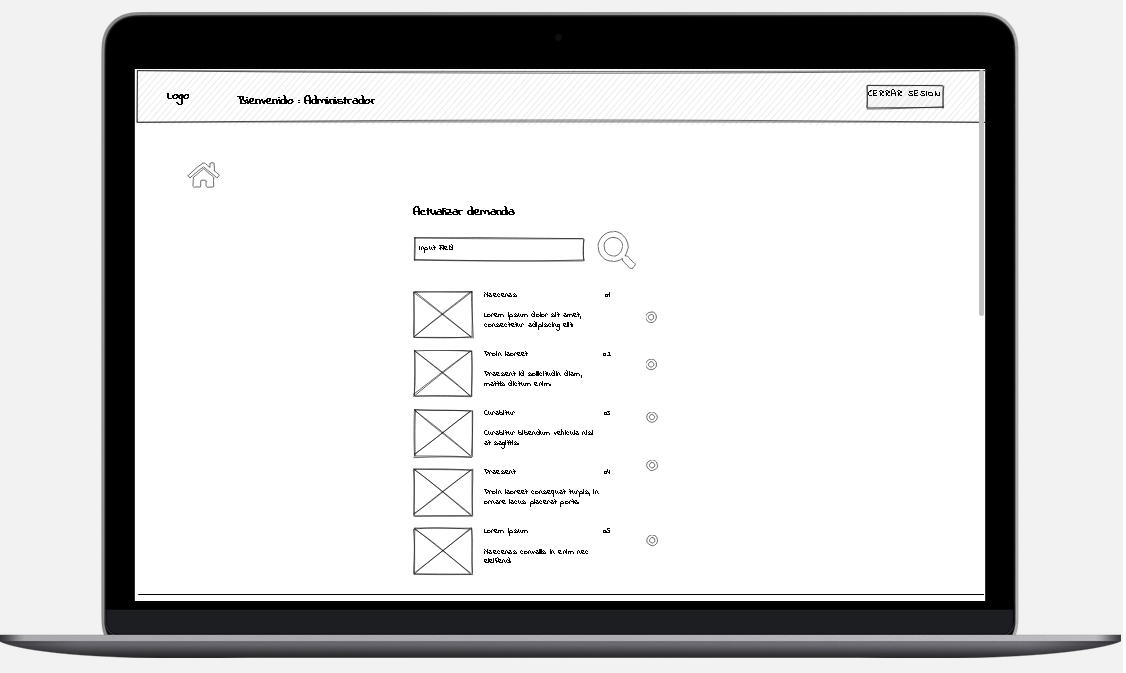 Logo
Bienvenido : Administrador
CERRAR SESION
Actualizar demanda
Input Field
Maecenas 01
Lorem ipsum dolor sit amet,
consectetur adipiscing elit
Proin laoreet 02
Praesent id sollicitudin diam,
mattis dictum enim.
Curabitur 03
Curabitur bibendum vehicula nisl
at sagittis.
Praesent 04
Proin laoreet consequat turpis, in
ornare lacus placerat porta.
Lorem Ipsum 05
Maecenas convallis in enim nec
eleifend.